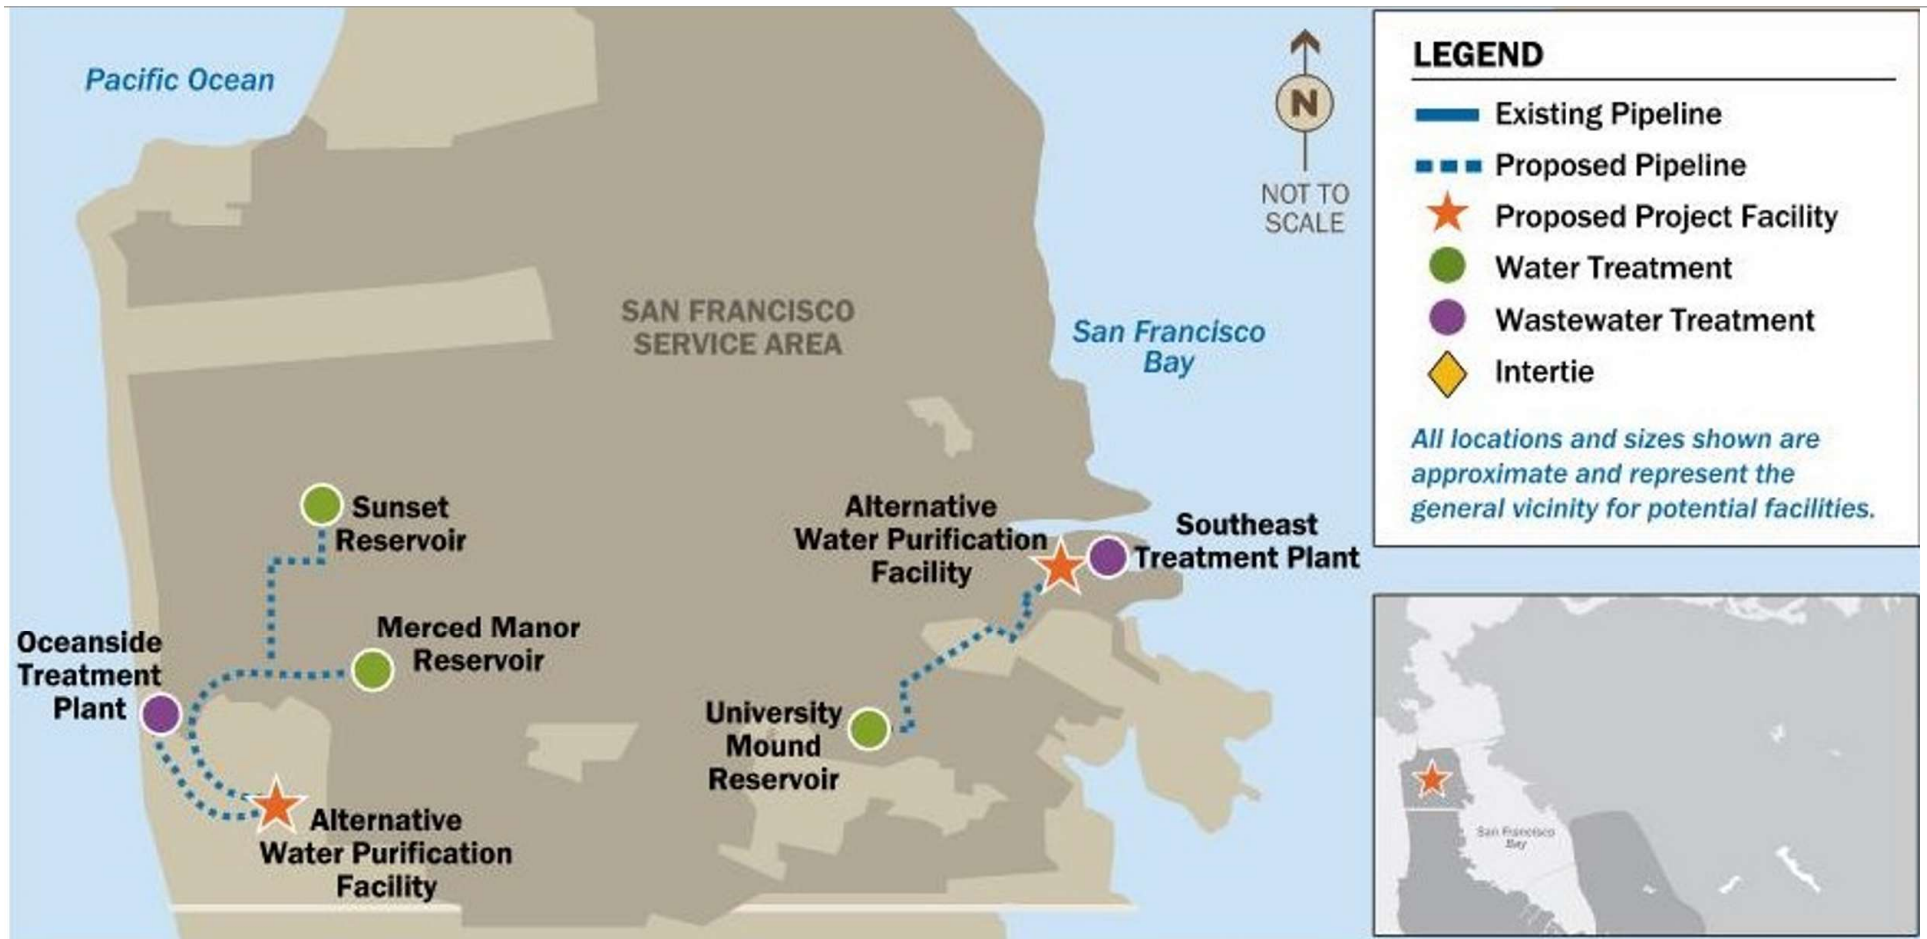 Pacific Ocean
N
NOT TO
SCALE
SAN FRANCISCO
SERVICE AREA
San Francisco
Bay
Sunset
Reservoir
Alternative
Water Purification
Facility
Southeast
Treatment Plant
Oceanside
Treatment
Plant
Merced Manor
Reservoir
University
Mound
Reservoir
Alternative
Water Purification
Facility
LEGEND
Existing Pipeline
Proposed Pipeline
Proposed Project Facility
Water Treatment
Wastewater Treatment
Intertie
All locations and sizes shown are
approximate and represent the
general vicinity for potential facilities.
San Francisco
Bay